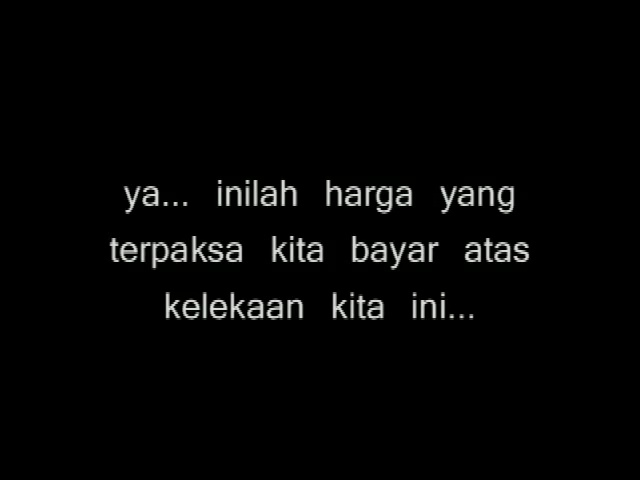 ya... inilah harga yang
terpaksa kita bayar atas
kelekaan kita ini...